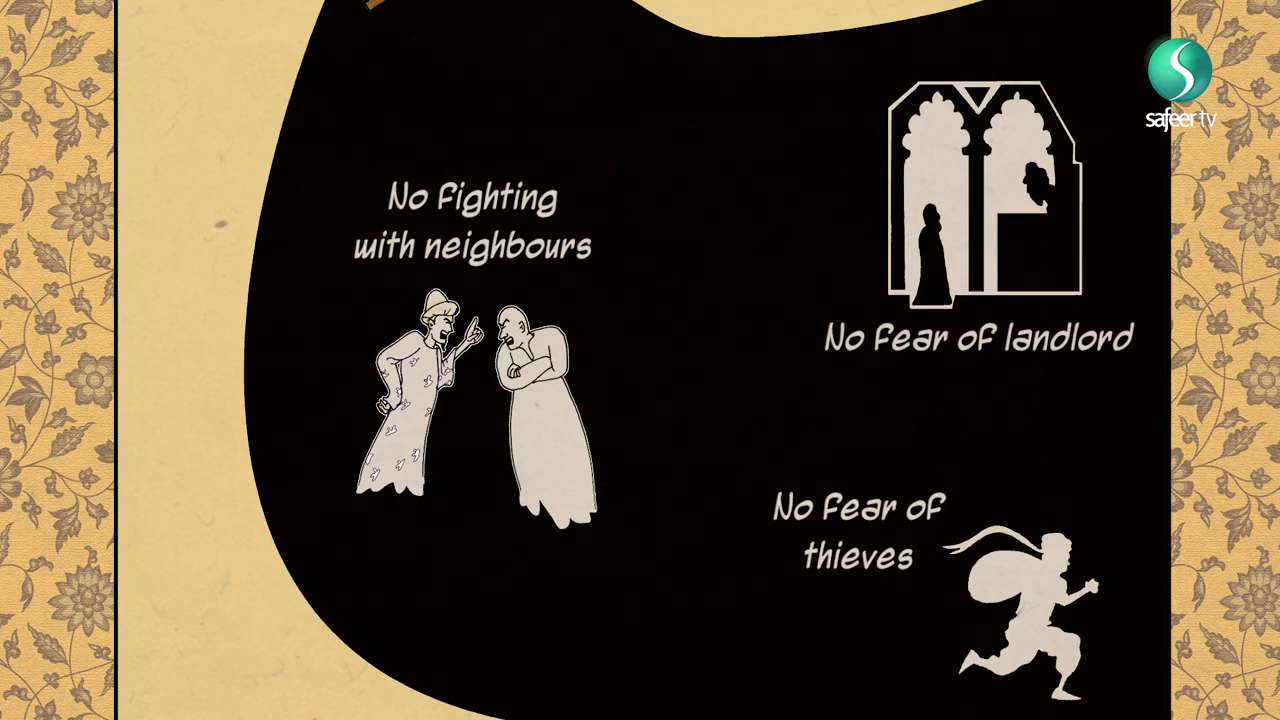 safeer tv
No fighting
with neighbours
No fear of landlord
No fear of
thieves